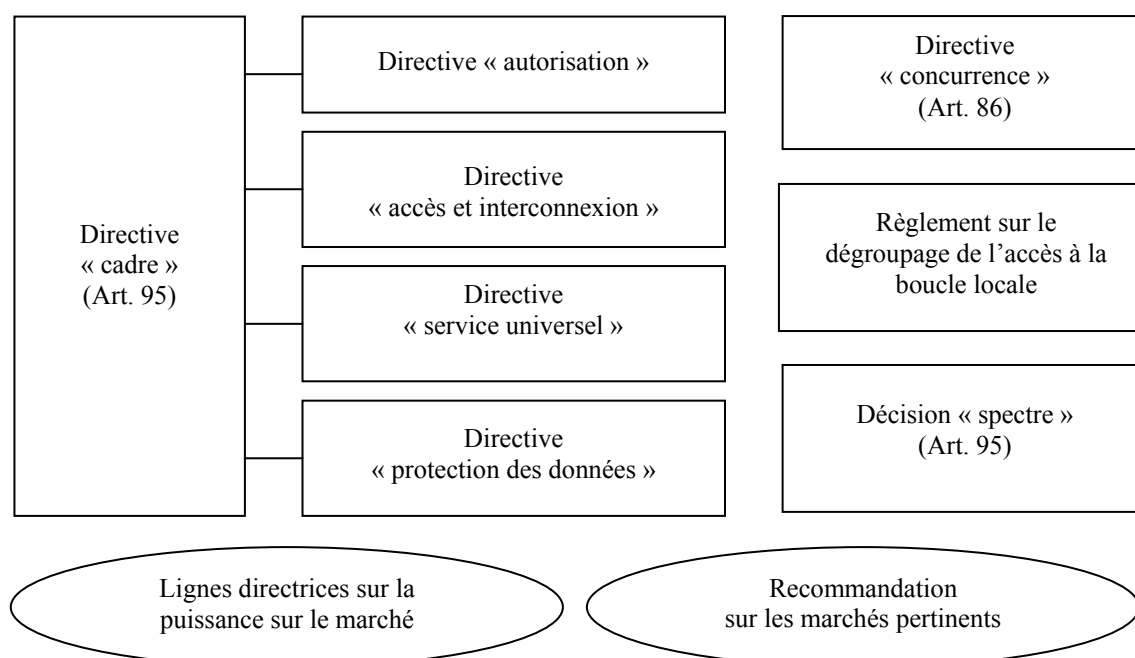 Directive
« cadre »
(Art. 95)
Directive « autorisation »
Directive
« accès et interconnexion »
Directive
« service universel »
Directive
« protection des données »
Directive
« concurrence »
(Art. 86)
Règlement sur le
dégroupage de l’accès à la
boucle locale
Décision « spectre »
(Art. 95)
Lignes directrices sur la
puissance sur le marché
Recommandation
sur les marchés pertinents